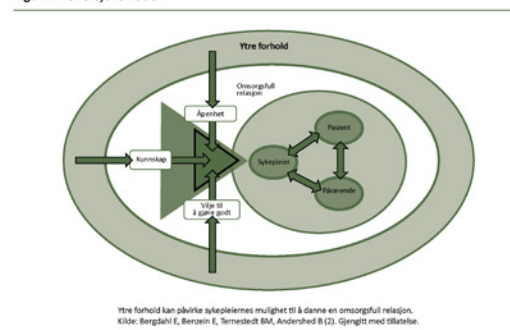 Ytre forhold
Omsorgsfull
relasjon
Åpenhet
Pasient
Kunnskap
Sykepleier
Pårørende
Vilje til
å gjøre godt
Ytre forhold kan påvirke sykepleiernes mulighet til å danne en omsorgsfull relasjon.
Kilde: Bergdahl E, Benzein E, Ternestedt BM, Andershed B (2). Gjengitt med tillatelse.